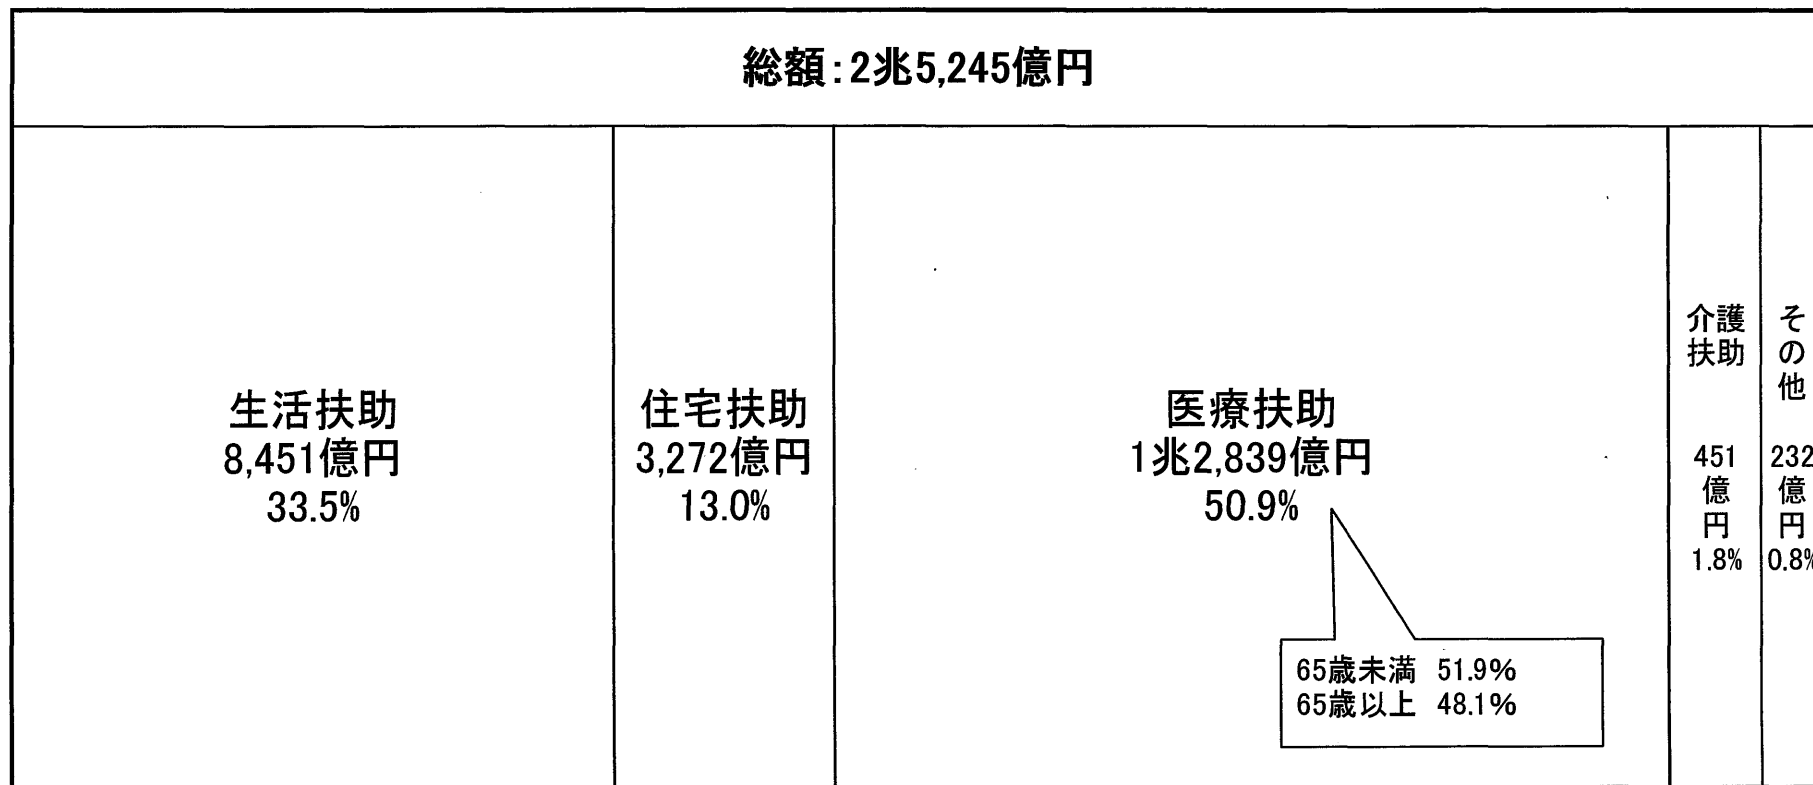 総額:2兆5,245億円
生活扶助
8,451億円
33.5%
住宅扶助
3,272億円
13.0%
医療扶助
1兆2,839億円
50.9%
65歳未満 51.9%
65歳以上 48.1%
介護
扶助
451
億
円
1.8%
そ
の
他
232
億
円
0.8%